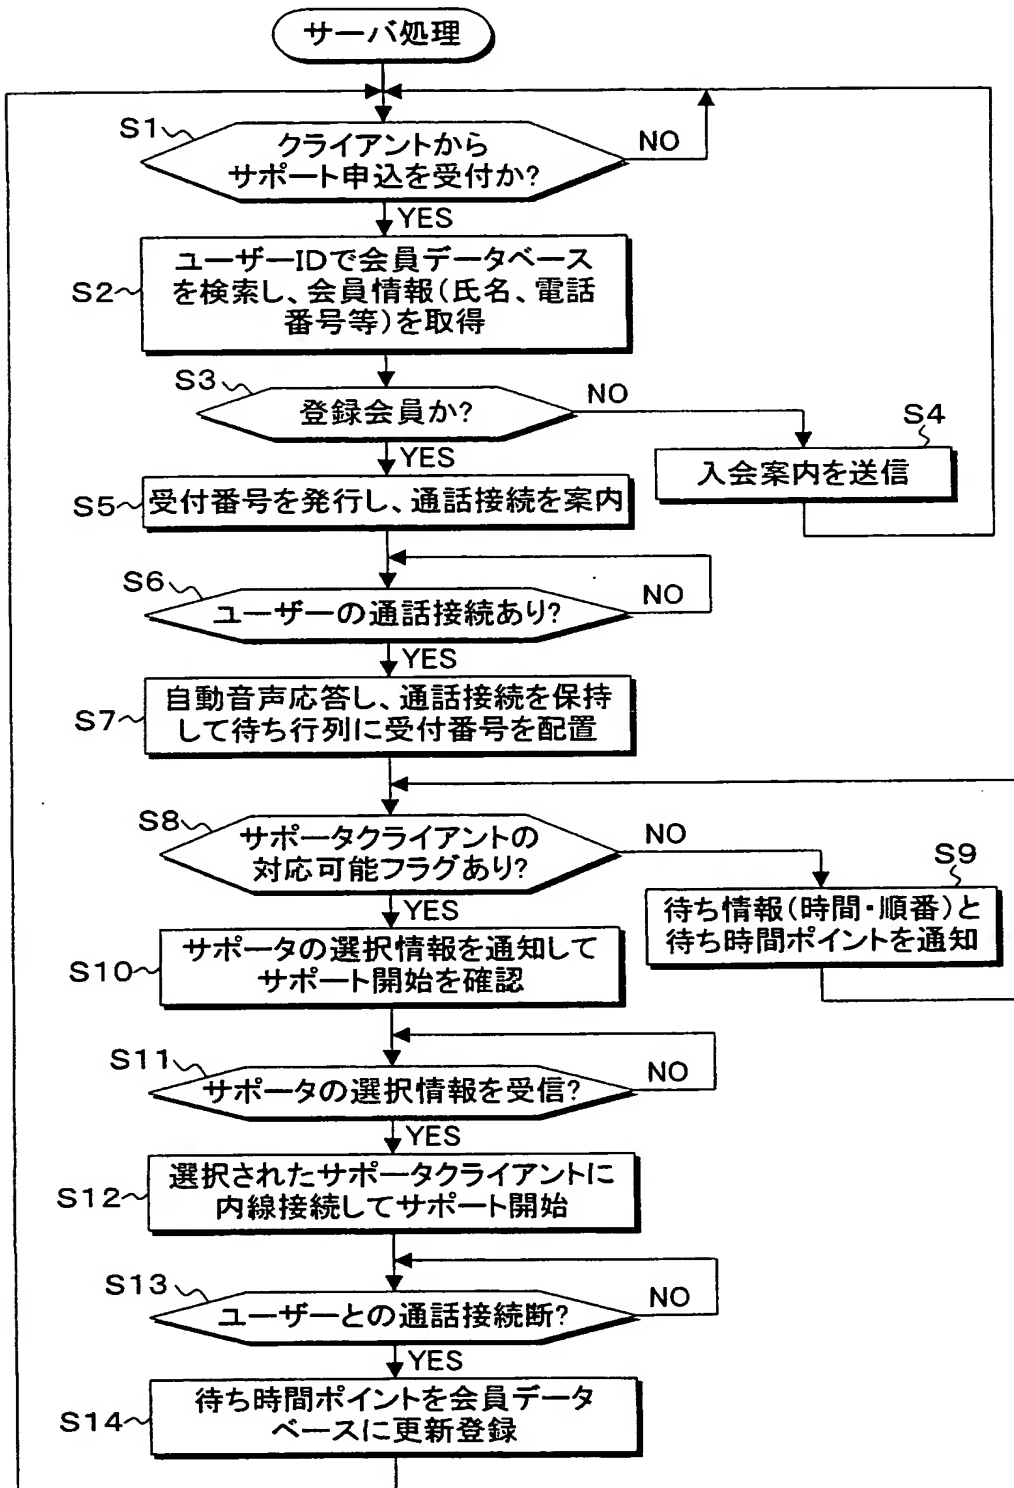 サーバ処理
S1
クライアントから
サポート申込を受付か?
NO
YES
S2
ユーザーIDで会員データベース
を検索し、会員情報(氏名、電話
番号等)を取得
S3
登録会員か?
NO
YES
S4
入会案内を送信
S5
受付番号を発行し、通話接続を案内
S6
ユーザーの通話接続あり?
NO
YES
S7
自動音声応答し、通話接続を保持
して待ち行列に受付番号を配置
S8
サポータクライアントの
対応可能フラグあり?
NO
YES
S9
待ち情報(時間・順番)と
待ち時間ポイントを通知
S10
サポータの選択情報を通知して
サポート開始を確認
S11
サポータの選択情報を受信?
NO
YES
S12
選択されたサポータクライアントに
内線接続してサポート開始
S13
ユーザーとの通話接続断?
NO
YES
S14
待ち時間ポイントを会員データ
ベースに更新登録